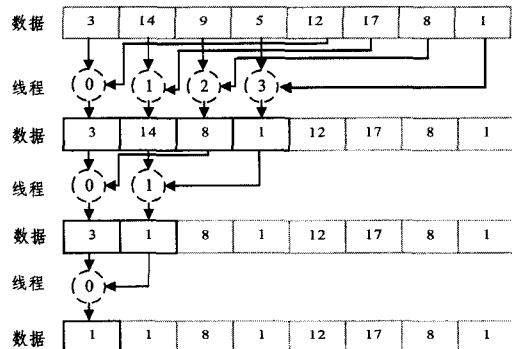 数据 3 14 9 5 12 17 8 1
线程 0 1 2 3
数据 3 14 8 1 12 17 8 1
线程 0 1
数据 3 1 8 1 12 17 8 1
线程 0
数据 1 1 8 1 12 17 8 1